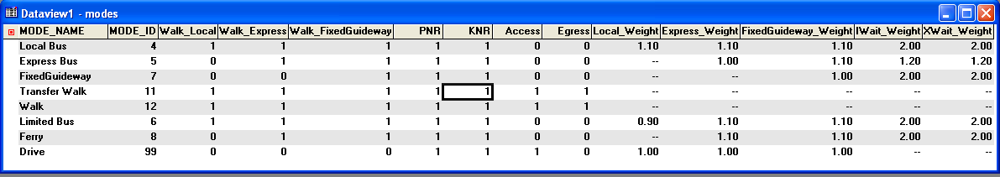 Dataview1 - modes
MODE_NAME MODE_ID Walk_Local Walk_Express Walk_FixedGuideway PNR KNR Access Egress Local_Weight Express_Weight FixedGuideway_Weight IWait_Weight XWait_Weight
Local Bus 4 1 1 1 1 1 0 0 1.10 1.10 1.10 2.00 2.00
Express Bus 5 0 1 1 1 1 0 0 -- 1.00 1.10 1.20 1.20
FixedGuideway 7 0 0 1 1 1 0 0 -- -- 1.00 2.00 2.00
Transfer Walk 11 1 1 1 1 1 1 1 -- -- -- -- --
Walk 12 1 1 1 1 1 1 1 -- -- -- -- --
Limited Bus 6 1 1 1 1 1 0 0 0.90 1.10 1.10 2.00 2.00
Ferry 8 0 1 1 1 1 0 0 -- 1.10 1.10 2.00 2.00
Drive 99 0 0 0 1 1 1 0 1.00 1.00 1.00 -- --